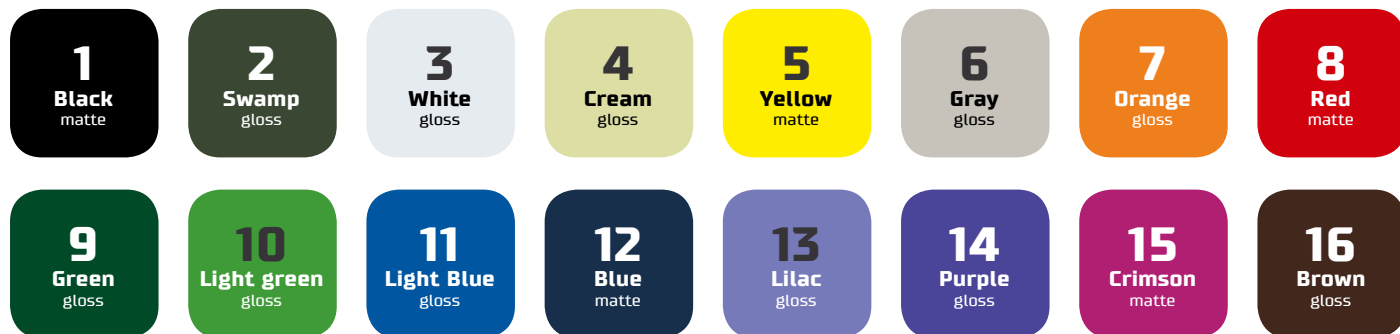 1
Black
matte
2
Swamp
gloss
3
White
gloss
4
Cream
gloss
5
Yellow
matte
6
Gray
gloss
7
Orange
gloss
8
Red
matte
9
Green
gloss
10
Light green
gloss
11
Light Blue
gloss
12
Blue
matte
13
Lilac
gloss
14
Purple
gloss
15
Crimson
matte
16
Brown
gloss